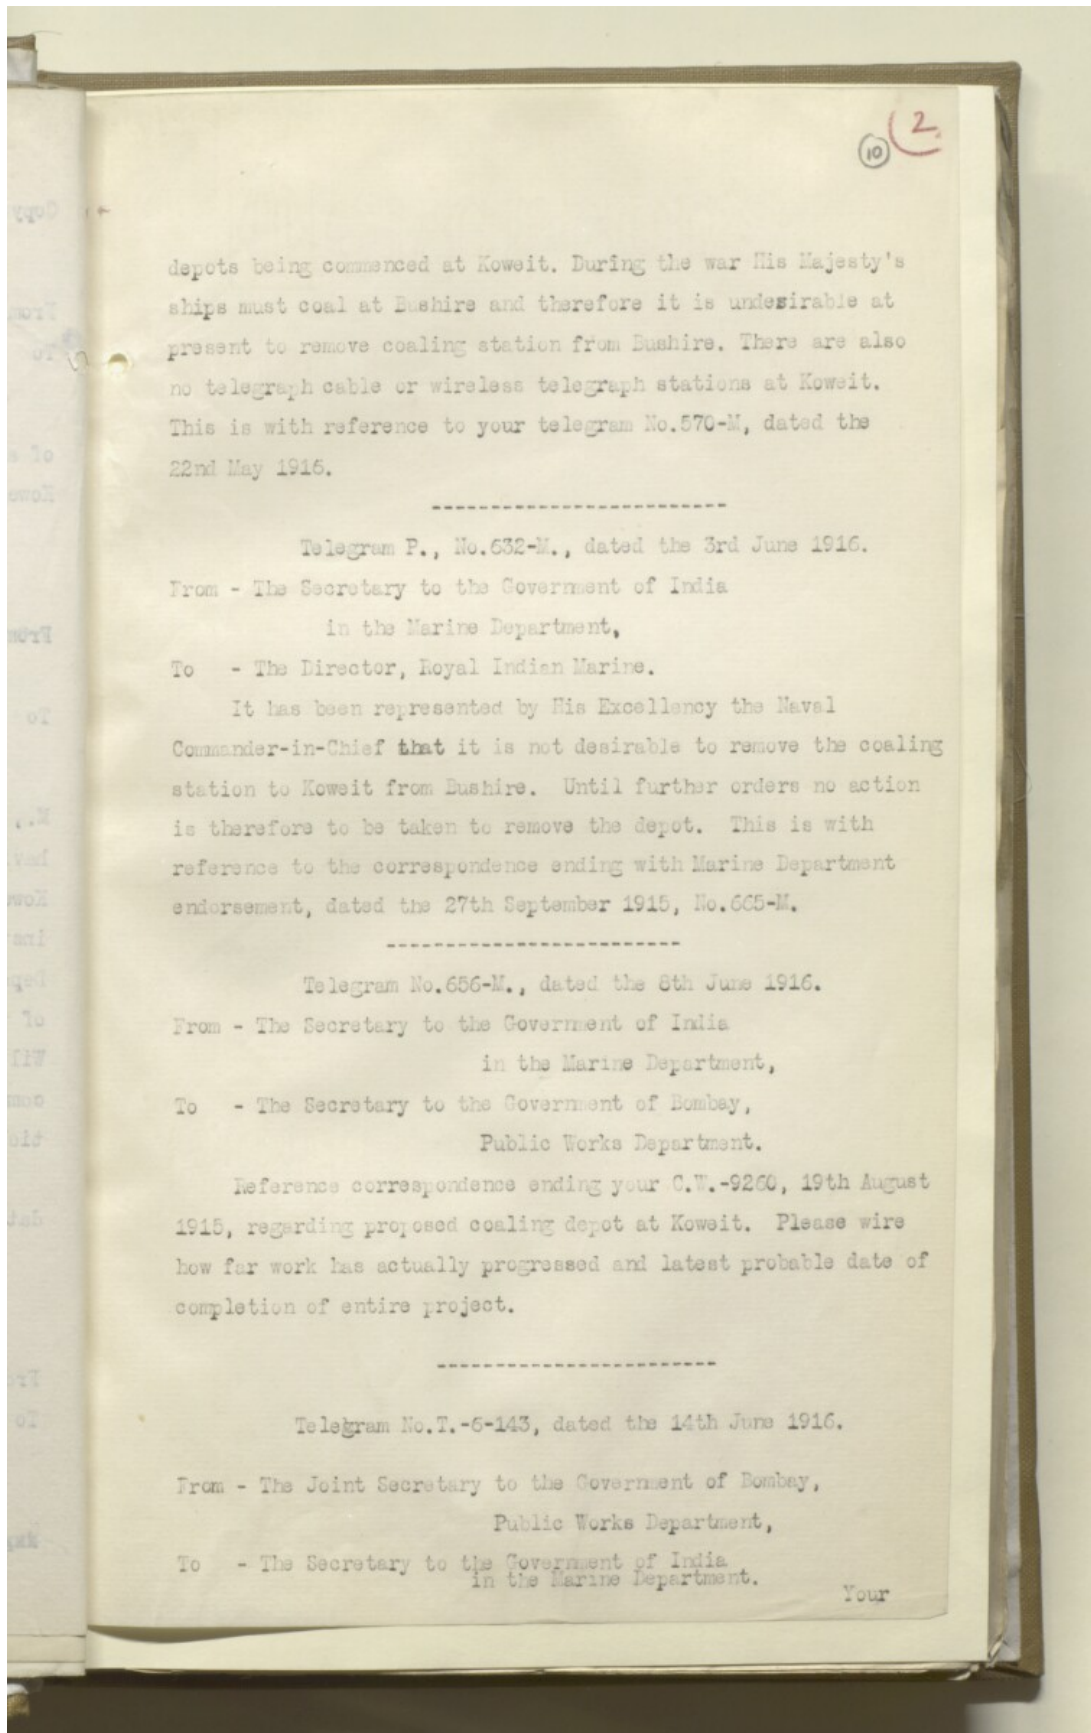 2
10
depots being commenced at Koweit. During the war His Majesty's
ships must coal at Bushire and therefore it is undesirable at
present to remove coaling station from Bushire. There are also
no telegraph cable or wireless telegraph stations at Koweit.
This is with reference to your telegram No.570-M, dated the
22nd May 1916.
-------------------------
Telegram P., No.632-M., dated the 3rd June 1916.
From - The Secretary to the Government of India
in the Marine Department,
To - The Director, Royal Indian Marine.
It has been represented by His Excellency the Naval
Commander-in-Chief that it is not desirable to remove the coaling
station to Koweit from Bushire. Until further orders no action
is therefore to be taken to remove the depot. This is with
reference to the correspondence ending with Marine Department
endorsement, dated the 27th September 1915, No.665-M.
-------------------------
Telegram No.656-M., dated the 8th June 1916.
From - The Secretary to the Government of India
in the Marine Department,
To - The Secretary to the Government of Bombay,
Public Works Department.
Reference correspondence ending your C.W.-9260, 19th August
1915, regarding proposed coaling depot at Koweit. Please wire
how far work has actually progressed and latest probable date of
completion of entire project.
------------------------
Telegram No.T.-6-143, dated the 14th June 1916.
From - The Joint Secretary to the Government of Bombay,
Public Works Department,
To - The Secretary to the Government of India
in the Marine Department.
Your